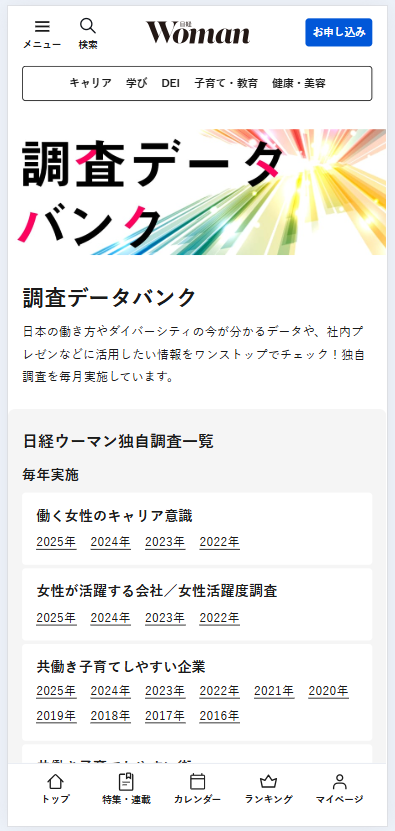 メニュー
検索
日経
Woman
お申し込み
キャリア 学び DEI 子育て・教育 健康・美容
調査データ
バンク
調査データバンク
日本の働き方やダイバーシティの今が分かるデータや、社内プ
レゼンなどに活用したい情報をワンストップでチェック！独自
調査を毎月実施しています。
日経ウーマン独自調査一覧
毎年実施
働く女性のキャリア意識
2025年 2024年 2023年 2022年
女性が活躍する会社／女性活躍度調査
2025年 2024年 2023年 2022年
共働き子育てしやすい企業
2025年 2024年 2023年 2022年 2021年 2020年
2019年 2018年 2017年 2016年
トップ
特集・連載
カレンダー
ランキング
マイページ